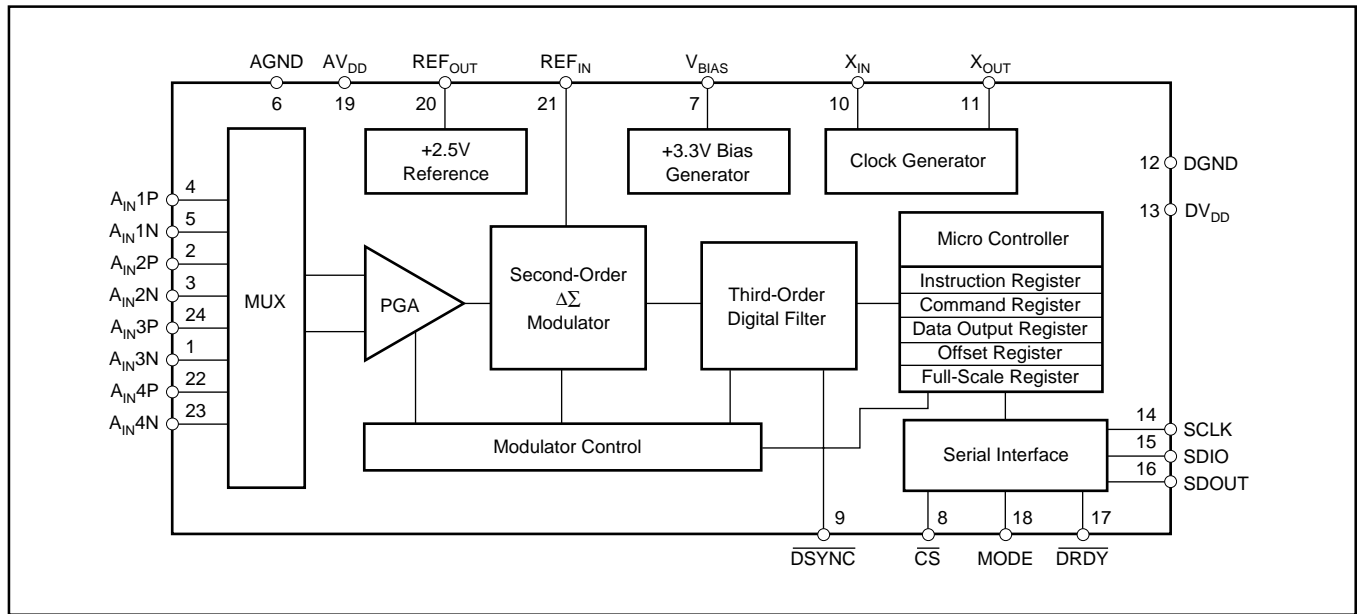 AGND
AVDD
REFOUT
REFIN
VBIAS
XIN
XOUT
6
19
20
21
7
10
11
+2.5V
Reference
+3.3V Bias
Generator
Clock Generator
12
DGND
13
DVDD
AIN1P
4
AIN1N
5
AIN2P
2
AIN2N
3
AIN3P
24
AIN3N
1
AIN4P
22
AIN4N
23
MUX
PGA
Second-Order
ΔΣ
Modulator
Third-Order
Digital Filter
Micro Controller
Instruction Register
Command Register
Data Output Register
Offset Register
Full-Scale Register
Modulator Control
Serial Interface
14
SCLK
15
SDIO
16
SDOUT
9
8
18
17
DSYNC
CS
MODE
DRDY